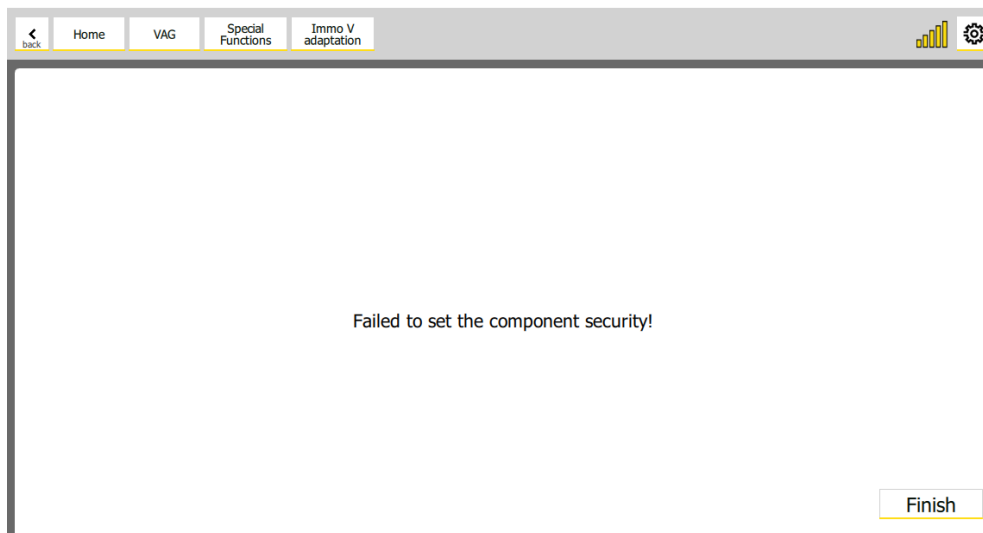 back
Home
VAG
Special
Functions
Immo V
adaptation
Failed to set the component security!
Finish